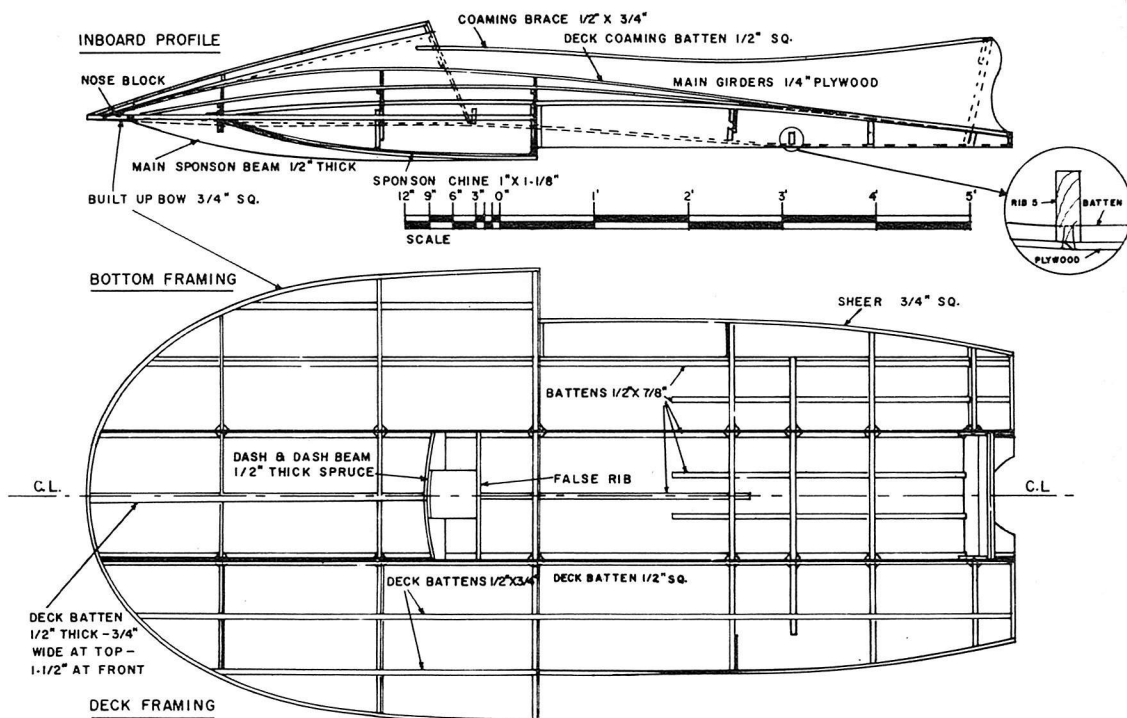 COAMING BRACE 1/2" X 3/4"
INBOARD PROFILE
DECK COAMING BATTEN 1/2" SQ.
NOSE BLOCK
MAIN GIRDERS 1/4" PLYWOOD
MAIN SPONSON BEAM 1/2" THICK
SPONSON CHINE 1" X 1-1/8"
BUILT UP BOW 3/4" SQ.
12" 9" 6" 3" 0" 1' 2' 3' 4' 5'
SCALE
RIB 5
BATTEN
PLYWOOD
BOTTOM FRAMING
SHEER 3/4" SQ.
BATTENS 1/2" X 7/8"
DASH & DASH BEAM
1/2" THICK SPRUCE
FALSE RIB
C.L.
C.L
DECK BATTENS 1/2" X 3/4"
DECK BATTEN 1/2" SQ.
DECK BATTEN
1/2" THICK - 3/4"
WIDE AT TOP -
1-1/2" AT FRONT
DECK FRAMING